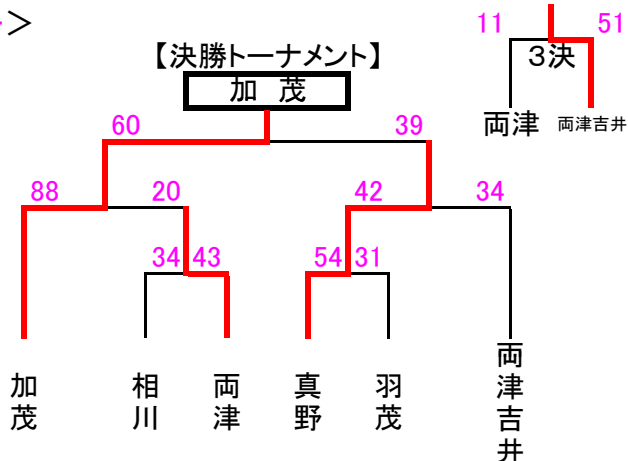 >
11 51
【決勝トーナメント】
3決
加 茂
両津 両津吉井
60 39
88 20 42 34
34 43 54 31
加茂
相川
両津
真野
羽茂
両津吉井